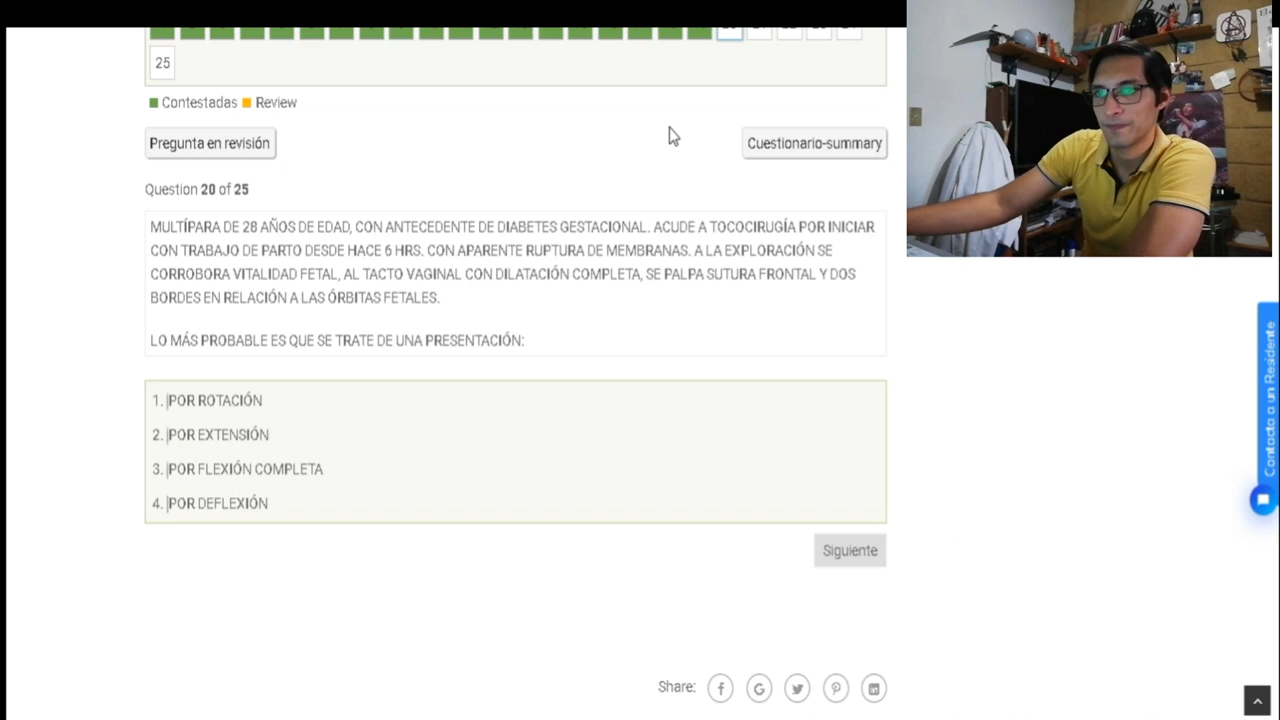 25
Contestadas Review
Pregunta en revisión
Cuestionario-summary
Question 20 of 25
MULTÍPARA DE 28 AÑOS DE EDAD, CON ANTECEDENTE DE DIABETES GESTACIONAL. ACUDE A TOCOCIRUGÍA POR INICIAR
CON TRABAJO DE PARTO DESDE HACE 6 HRS. CON APARENTE RUPTURA DE MEMBRANAS. A LA EXPLORACIÓN SE
CORROBORA VITALIDAD FETAL, AL TACTO VAGINAL CON DILATACIÓN COMPLETA, SE PALPA SUTURA FRONTAL Y DOS
BORDES EN RELACIÓN A LAS ÓRBITAS FETALES.
LO MÁS PROBABLE ES QUE SE TRATE DE UNA PRESENTACIÓN:
1. POR ROTACIÓN
2. POR EXTENSIÓN
3. POR FLEXIÓN COMPLETA
4. POR DEFLEXIÓN
Siguiente
Contacta a un Residente
Share: